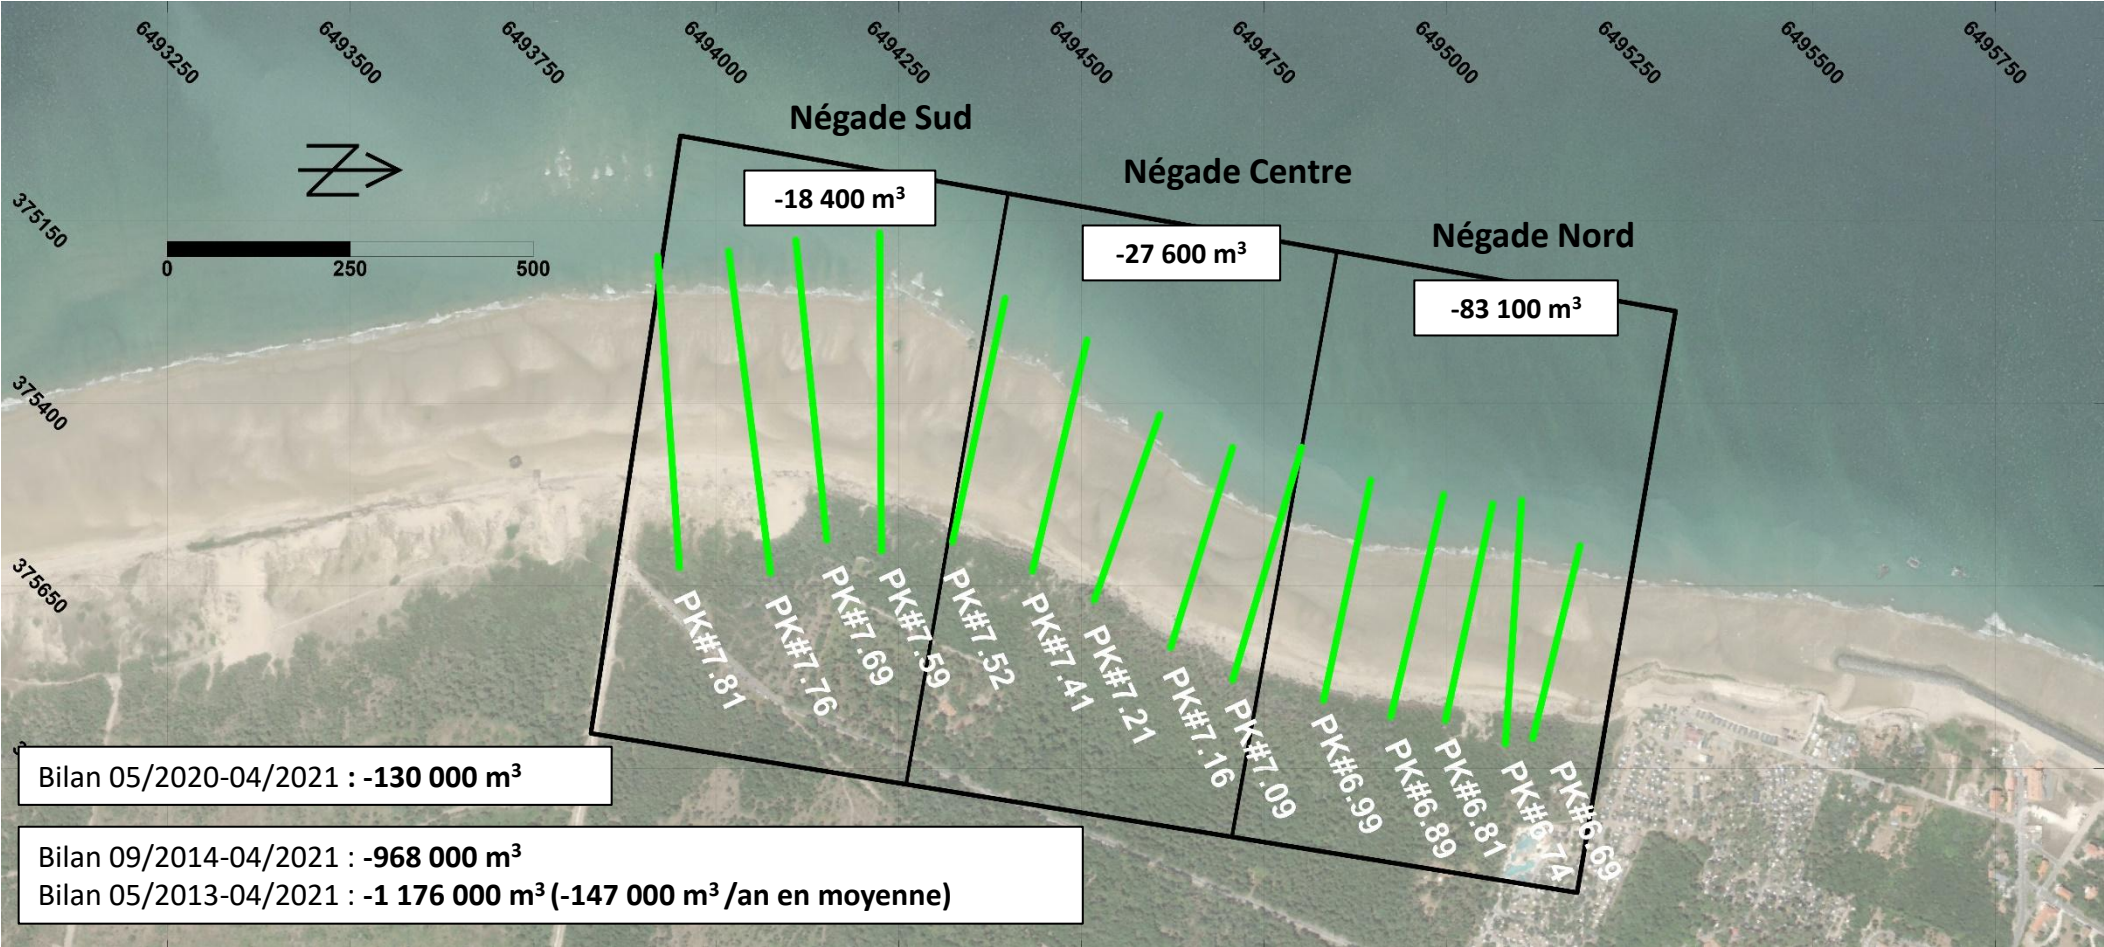 6493250
6493500
6493750
6494000
6494250
6494500
6494750
6495000
6495250
6495500
6495750
Négade Sud
-18 400 m³
Négade Centre
-27 600 m³
Négade Nord
-83 100 m³
N
375150
0 250 500
375400
375650
PK#7.81
PK#7.76
PK#7.69
PK#7.59
PK#7.52
PK#7.41
PK#7.21
PK#7.16
PK#7.09
PK#6.99
PK#6.89
PK#6.81
PK#6.74
PK#6.69
Bilan 05/2020-04/2021 : -130 000 m³
Bilan 09/2014-04/2021 : -968 000 m³
Bilan 05/2013-04/2021 : -1 176 000 m³ (-147 000 m³ /an en moyenne)